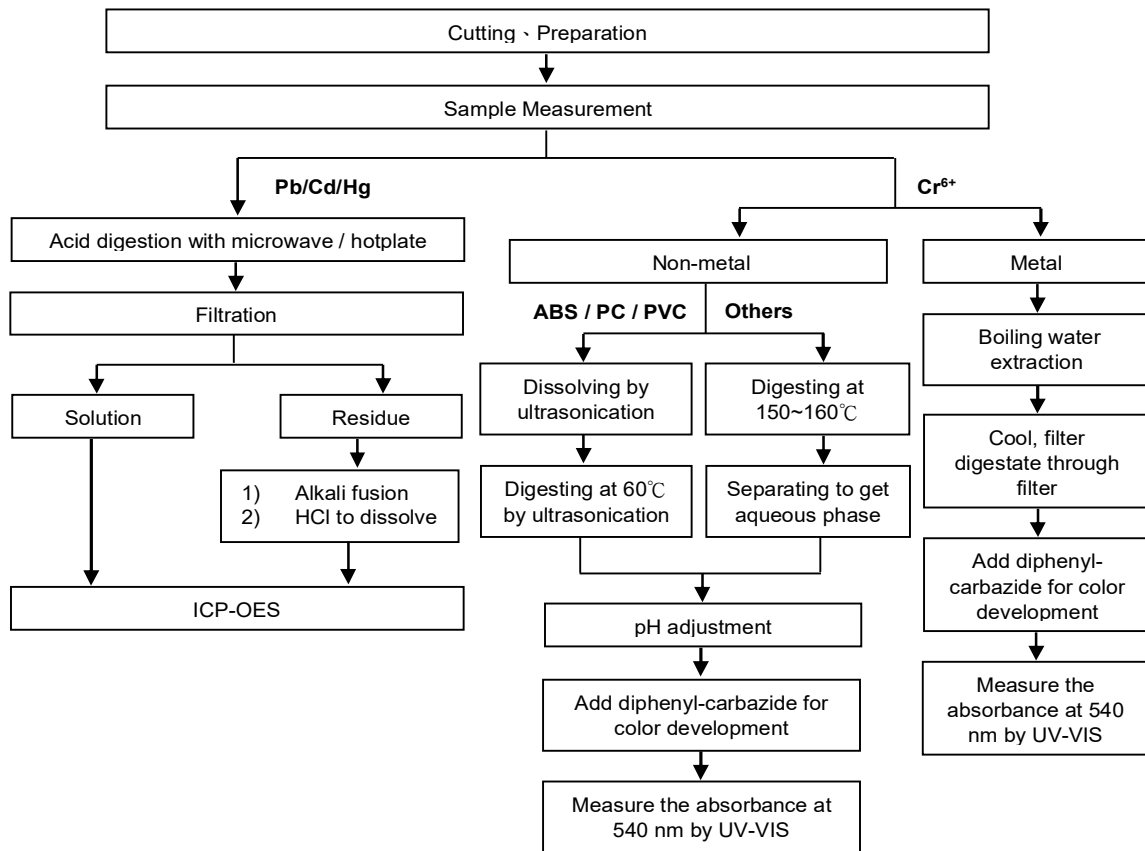 Cutting、Preparation
Sample Measurement
Pb/Cd/Hg
Cr⁶⁺
Acid digestion with microwave / hotplate
Non-metal
Metal
Filtration
ABS / PC / PVC
Others
Boiling water
extraction
Solution
Residue
Dissolving by
ultrasonication
Digesting at
150~160℃
Cool, filter
digestate through
filter
1) Alkali fusion
2) HCl to dissolve
Digesting at 60℃
by ultrasonication
Separating to get
aqueous phase
Add diphenyl-
carbazide for color
development
ICP-OES
pH adjustment
Measure the
absorbance at 540
nm by UV-VIS
Add diphenyl-carbazide for
color development
Measure the absorbance at
540 nm by UV-VIS